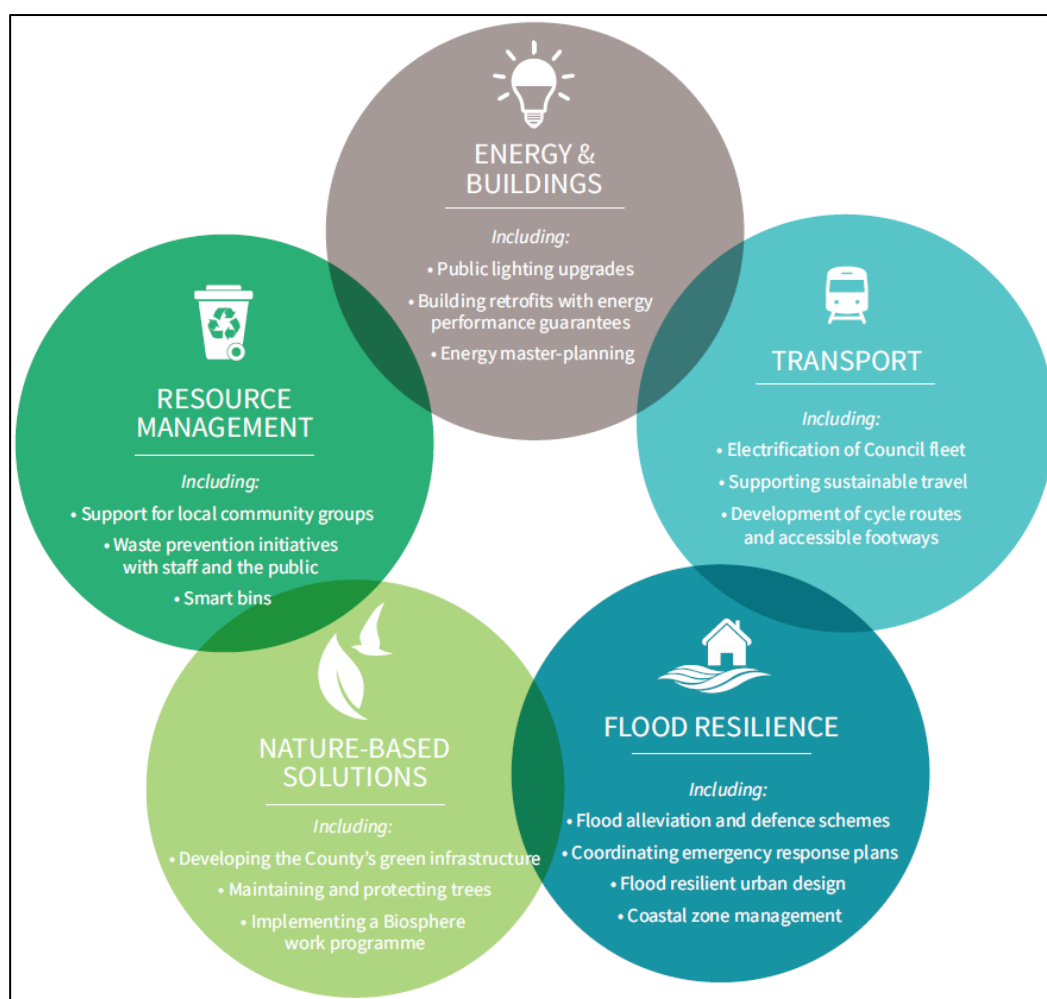 ENERGY &
BUILDINGS
Including:
• Public lighting upgrades
• Building retrofits with energy
performance guarantees
• Energy master-planning
TRANSPORT
Including:
• Electrification of Council fleet
• Supporting sustainable travel
• Development of cycle routes
and accessible footways
RESOURCE
MANAGEMENT
Including:
• Support for local community groups
• Waste prevention initiatives
with staff and the public
• Smart bins
NATURE-BASED
SOLUTIONS
Including:
• Developing the County's green infrastructure
• Maintaining and protecting trees
• Implementing a Biosphere
work programme
FLOOD RESILIENCE
Including:
• Flood alleviation and defence schemes
• Coordinating emergency response plans
• Flood resilient urban design
• Coastal zone management